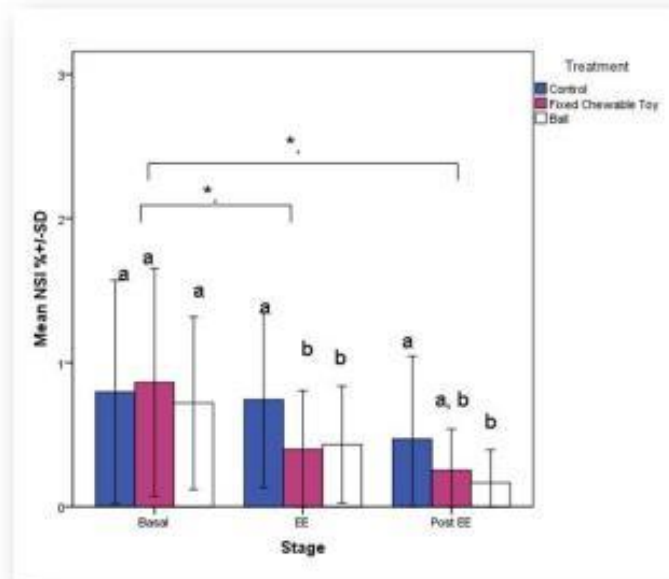 Treatment
Control
Fixed Chewable Toy
Ball
Mean NSI %+/-SD
3
2
1
0
*,
*,
a a a
a b b
a a, b b
Basal EE Post EE
Stage